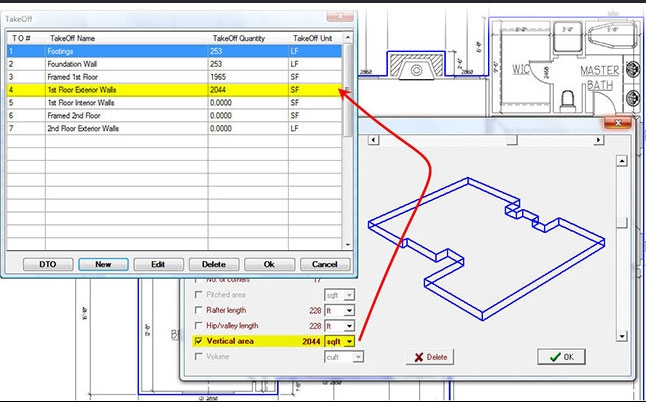 TakeOff
T O # TakeOff Name TakeOff Quantity TakeOff Unit
1 Footings 253 LF
2 Foundation Wall 253 LF
3 Framed 1st Floor 1965 SF
4 1st Floor Exterior Walls 2044 SF
5 1st Floor Interior Walls 0.0000 SF
6 Framed 2nd Floor 0.0000 SF
7 2nd Floor Exterior Walls 0.0000 LF
DTO New Edit Delete Ok Cancel
2860
2860
WIC
2468
MASTER
BATH
No. of corners 17
Pitched area sqft
Rafter length 228 ft
Hip/valley length 228 ft
Vertical area 2044 sqft
Volume cuft
Delete
OK